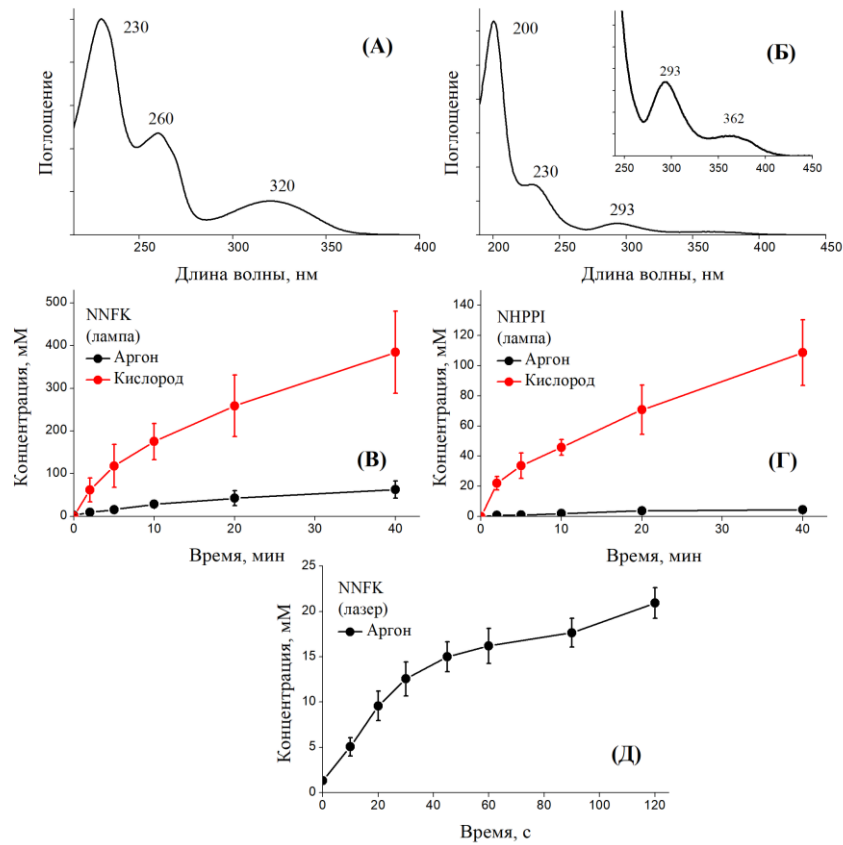 (А)
230
260
320
Поглощение
250
300
350
400
Длина волны, нм
(Б)
200
230
293
Поглощение
200
250
300
350
400
450
Длина волны, нм
293
362
240
250
300
350
400
450
NNFK
(лампа)
Аргон
Кислород
(В)
Концентрация, мМ
500
400
300
200
100
0
0
10
20
30
40
Время, мин
NHPPI
(лампа)
Аргон
Кислород
(Г)
Концентрация, мМ
140
120
100
80
60
40
20
0
0
10
20
30
40
Время, мин
NNFK
(лазер)
Аргон
(Д)
Концентрация, мМ
25
20
15
10
5
0
0
20
40
60
80
100
120
Время, с